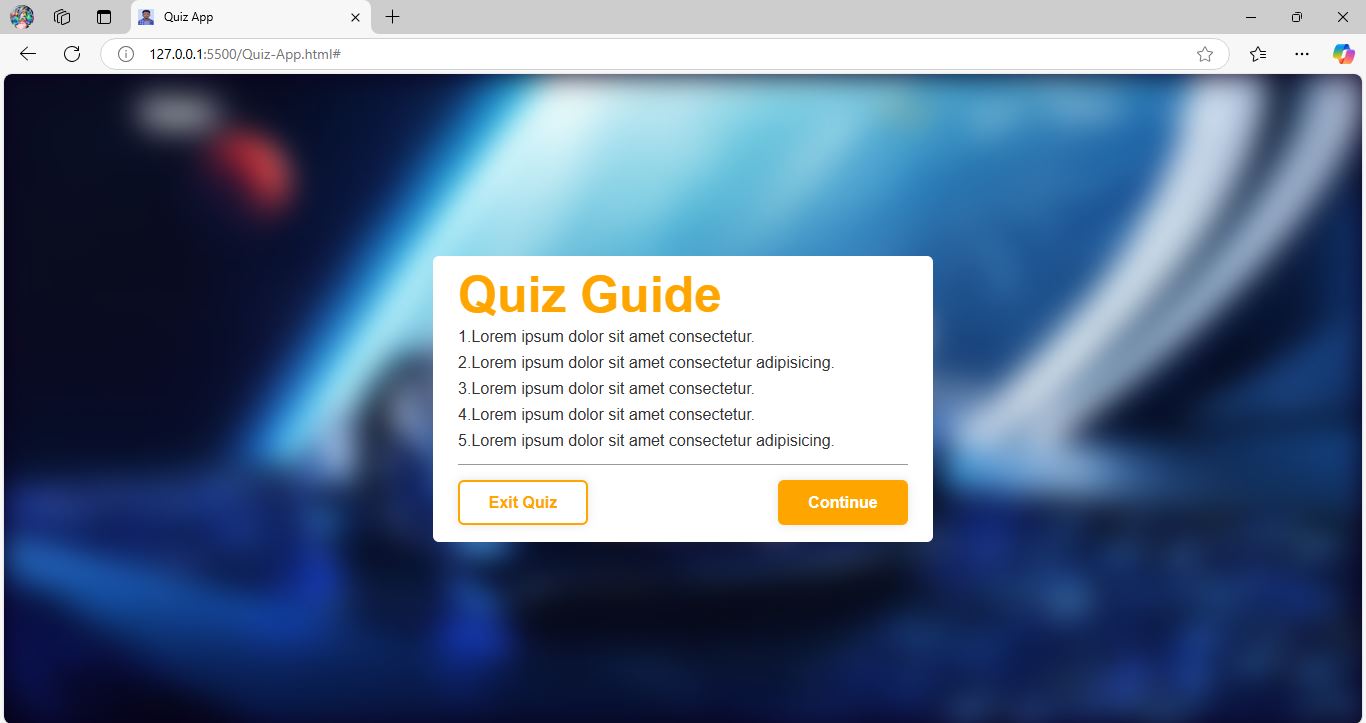 Quiz App
127.0.0.1:5500/Quiz-App.html#
Quiz Guide
1.Lorem ipsum dolor sit amet consectetur.
2.Lorem ipsum dolor sit amet consectetur adipisicing.
3.Lorem ipsum dolor sit amet consectetur.
4.Lorem ipsum dolor sit amet consectetur.
5.Lorem ipsum dolor sit amet consectetur adipisicing.
Exit Quiz
Continue